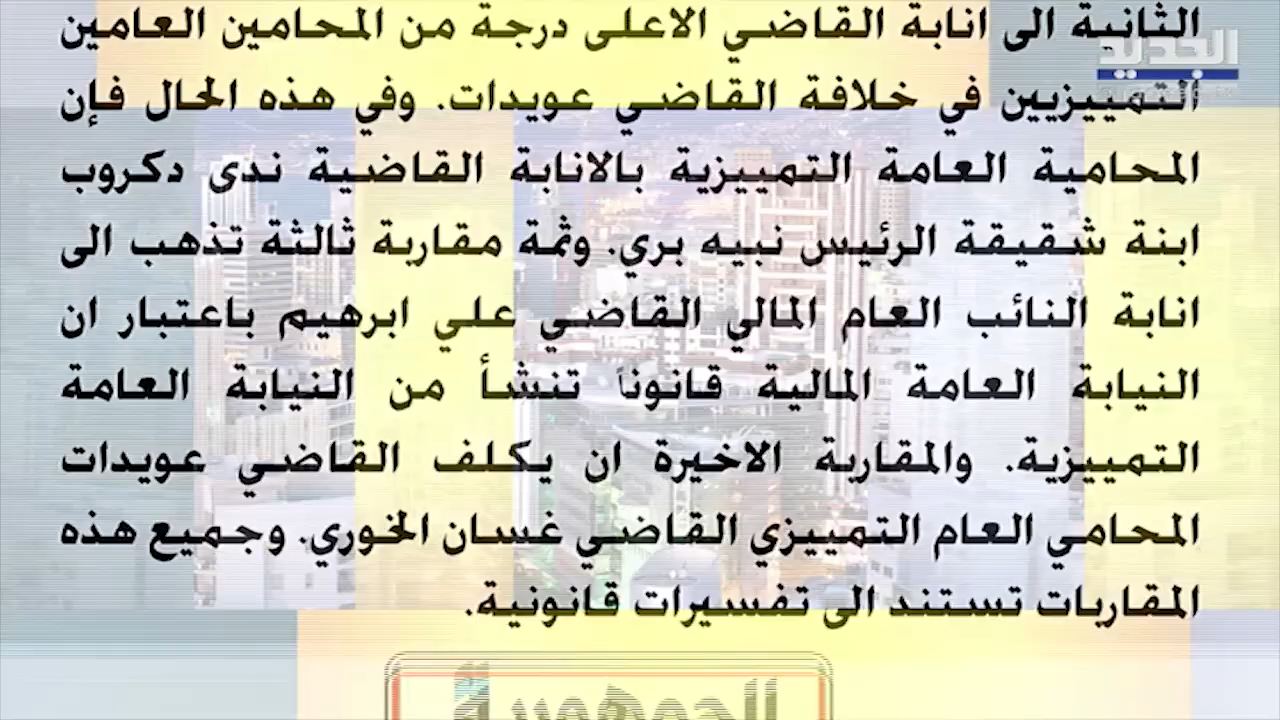 الثانية الى انابة القاضي الاعلى درجة من المحامين العامين
الجديد
التمييزيين في خلافة القاضي عويدات. وفي هذه الحال فإن
المحامية العامة التمييزية بالانابة القاضية ندى دكروب
ابنة شقيقة الرئيس نبيه بري. وثمة مقاربة ثالثة تذهب الى
انابة النائب العام المالي القاضي علي ابرهيم باعتبار ان
النيابة العامة المالية قانوناً تنشأ من النيابة العامة
التمييزية. والمقاربة الاخيرة ان يكلف القاضي عويدات
المحامي العام التمييزي القاضي غسان الخوري. وجميع هذه
المقاربات تستند الى تفسيرات قانونية.
الجمهورية